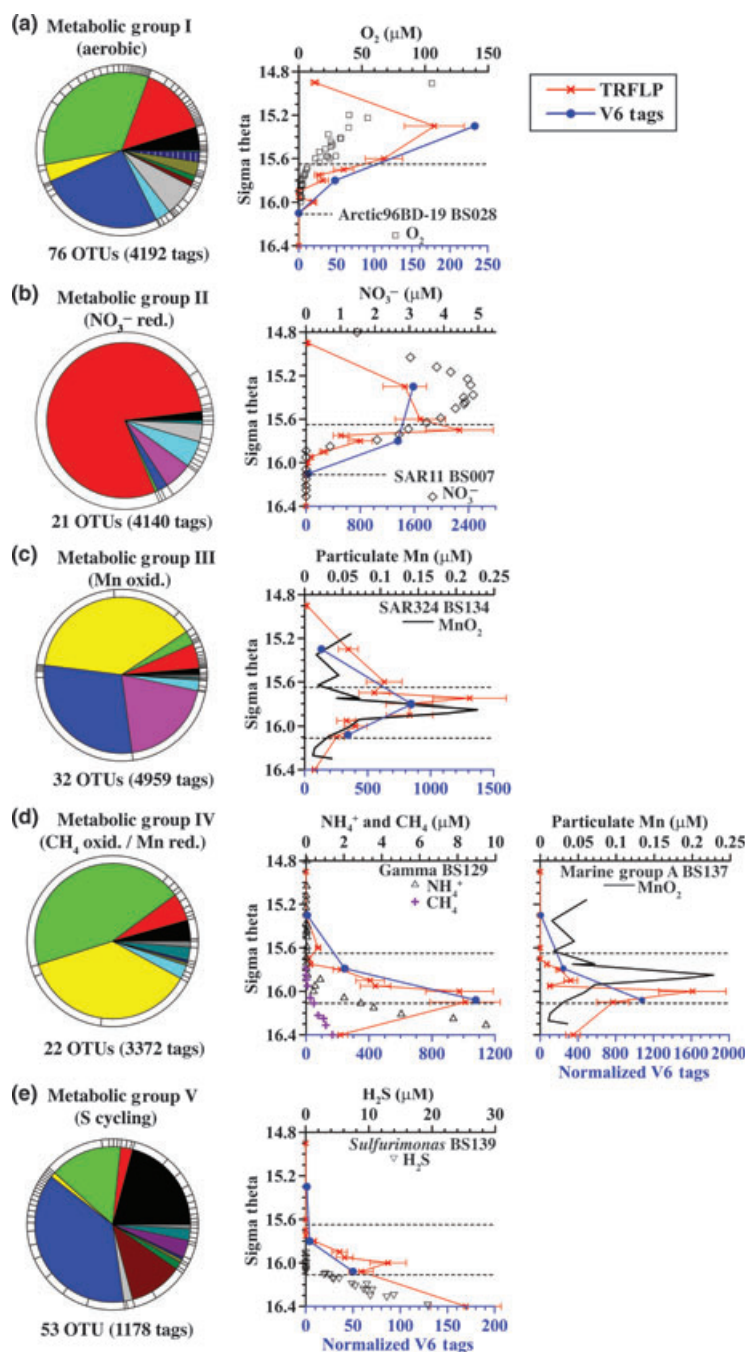 (a) Metabolic group I
(aerobic)
76 OTUs (4192 tags)
O₂ (μM)
0 50 100 150
Sigma theta
14.8
15.2
15.6
16.0
16.4
Arctic96BD-19 BS028
O₂
0 50 100 150 200 250
TRFLP
V6 tags
(b) Metabolic group II
(NO₃⁻ red.)
21 OTUs (4140 tags)
NO₃⁻ (μM)
0 1 2 3 4 5
Sigma theta
14.8
15.2
15.6
16.0
16.4
SAR11 BS007
NO₃⁻
0 800 1600 2400
(c) Metabolic group III
(Mn oxid.)
32 OTUs (4959 tags)
Particulate Mn (μM)
0 0.05 0.1 0.15 0.2 0.25
Sigma theta
14.8
15.2
15.6
16.0
16.4
SAR324 BS134
MnO₂
0 500 1000 1500
(d) Metabolic group IV
(CH₄ oxid. / Mn red.)
22 OTUs (3372 tags)
NH₄⁺ and CH₄ (μM)
0 2 4 6 8 10
Sigma theta
14.8
15.2
15.6
16.0
16.4
Gamma BS129
NH₄⁺
CH₄
0 400 800 1200
Particulate Mn (μM)
0 0.05 0.1 0.15 0.2 0.25
Marine group A BS137
MnO₂
0 400 800 1200 1600 2000
Normalized V6 tags
(e) Metabolic group V
(S cycling)
53 OTU (1178 tags)
H₂S (μM)
0 10 20 30
Sigma theta
14.8
15.2
15.6
16.0
16.4
Sulfurimonas BS139
H₂S
0 50 100 150 200
Normalized V6 tags